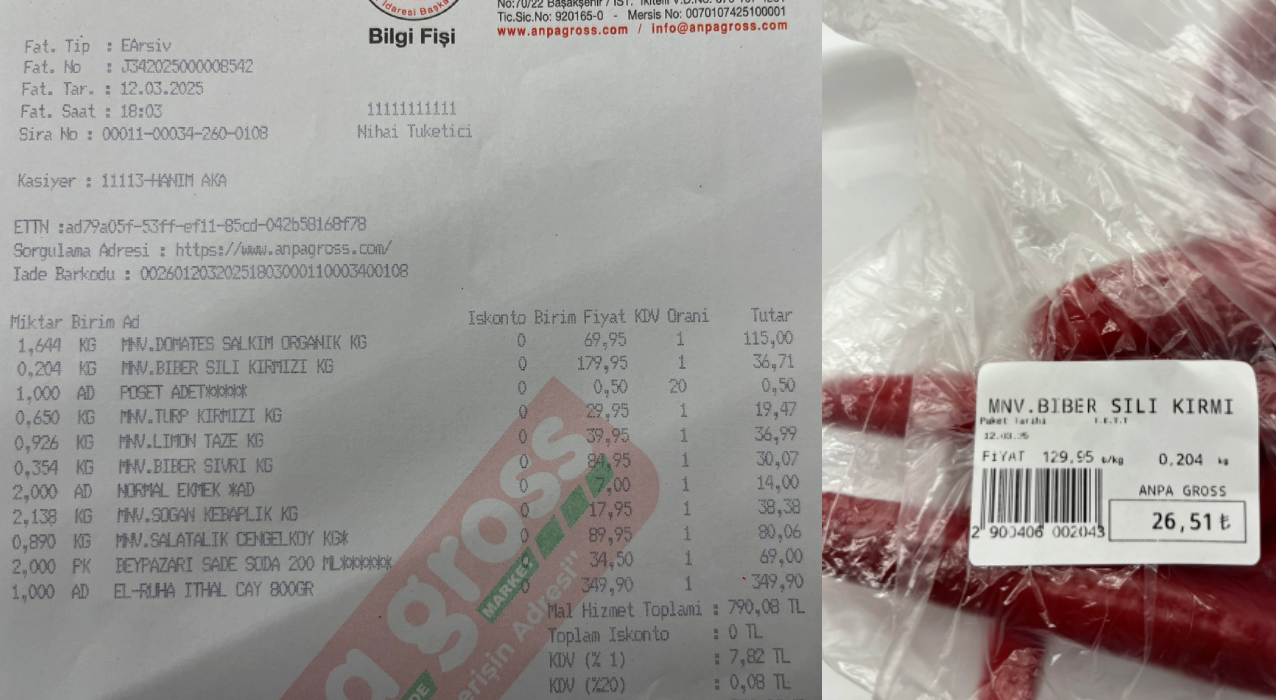 idaresi Başka
Bilgi Fişi
No:70/22 Başakşehir / İST.
Tic.Sic.No: 920165-0 - Mersis No: 0070107425100001
www.anpagross.com / info@anpagross.com
Fat. Tip : EArsiv
Fat. No : J342025000008542
Fat. Tar. : 12.03.2025
Fat. Saat : 18:03
Sira No : 00011-00034-260-0108
11111111111
Nihai Tuketici
Kasiyer : 11113-HANIM AKA
ETTN :ad79a05f-53ff-ef11-85cd-042b58168f78
Sorgulama Adresi : https://www.anpagross.com/
Iade Barkodu : 00260120320251803000110003400108
Miktar Birim Ad Iskonto Birim Fiyat KDV Orani Tutar
1,644 KG MNV.DOMATES SALKIM ORGANIK KG 0 69,95 1 115,00
0,204 KG MNV.BIBER SILI KIRMIZI KG 0 179,95 1 36,71
1,000 AD POSET ADET***** 0 0,50 20 0,50
0,650 KG MNV.TURP KIRMIZI KG 0 29,95 1 19,47
0,926 KG MNV.LIMON TAZE KG 0 39,95 1 36,99
0,354 KG MNV.BIBER SIVRI KG 0 84,95 1 30,07
2,000 AD NORMAL EKMEK *AD 0 7,00 1 14,00
2,138 KG MNV.SOGAN KEBAPLIK KG 0 17,95 1 38,38
0,890 KG MNV.SALATALIK CENGELKOY KG* 0 89,95 1 80,06
2,000 PK BEYPAZARI SADE SODA 200 ML****** 0 34,50 1 69,00
1,000 AD EL-RUHA ITHAL CAY 800GR 0 349,90 1 349,90
Mal Hizmet Toplami : 790,08 TL
Toplam Iskonto : 0 TL
KDV (% 1) : 7,82 TL
KDV (%20) : 0,08 TL
a gross
MARKET
erişin Adresi"
DE
MNV.BIBER SILI KIRMI
Paket Tarihi T.E.T.T
12.03.25
FİYAT 129,95 ₺/kg 0,204 kg
ANPA GROSS
2 900406 002043
26,51 ₺